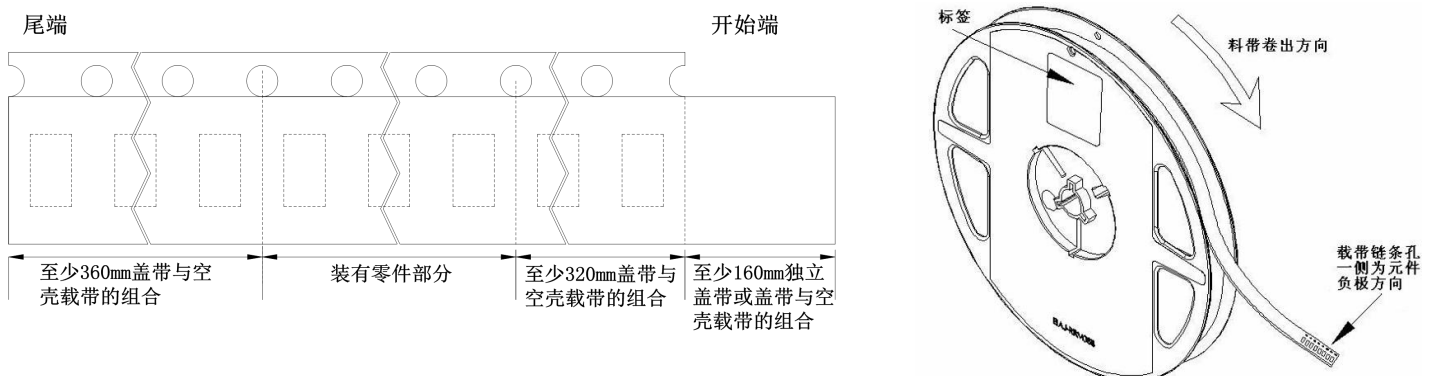 尾端
开始端
至少360mm盖带与空
壳载带的组合
装有零件部分
至少320mm盖带与
空壳载带的组合
至少160mm独立
盖带或盖带与空
壳载带的组合
标签
料带卷出方向
载带链条孔
一侧为元件
负极方向